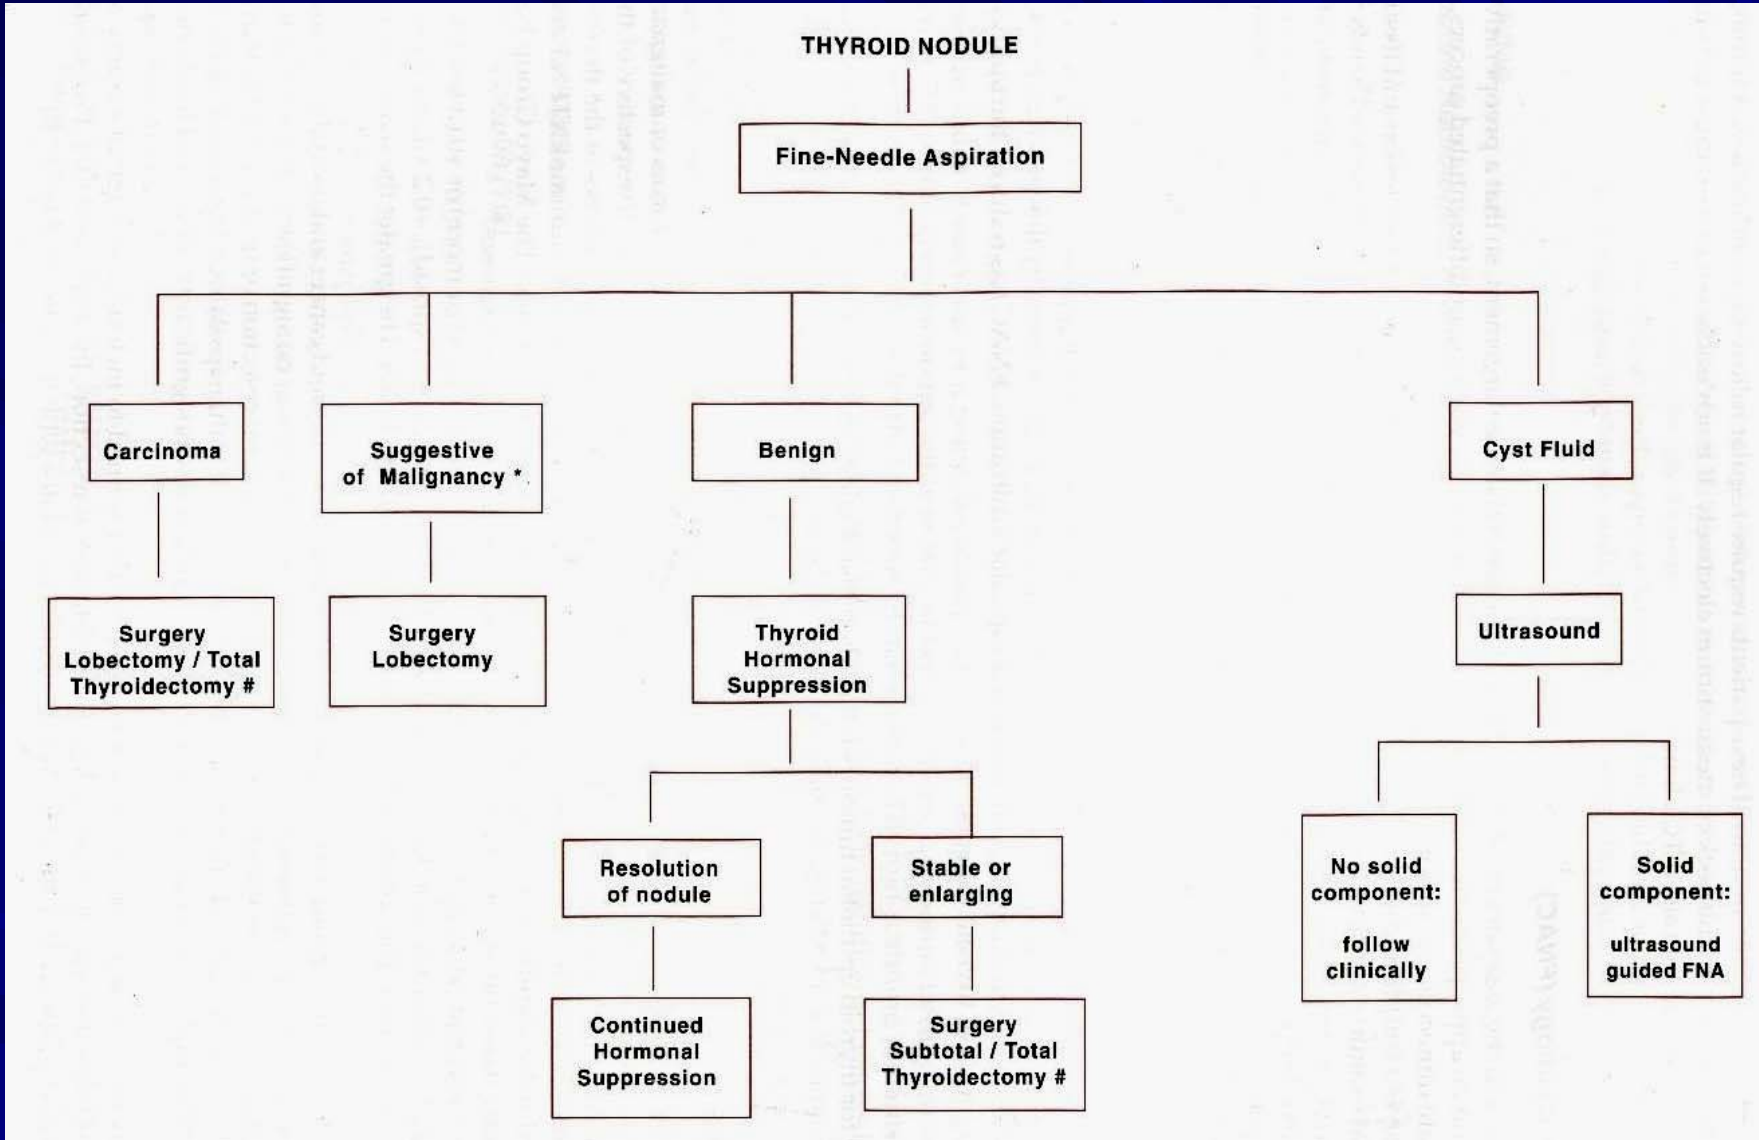 THYROID NODULE
Fine-Needle Aspiration
Carcinoma
Suggestive
of Malignancy *
Benign
Cyst Fluid
Surgery
Lobectomy / Total
Thyroidectomy #
Surgery
Lobectomy
Thyroid
Hormonal
Suppression
Ultrasound
Resolution
of nodule
Stable or
enlarging
No solid
component:
follow
clinically
Solid
component:
ultrasound
guided FNA
Continued
Hormonal
Suppression
Surgery
Subtotal / Total
Thyroidectomy #